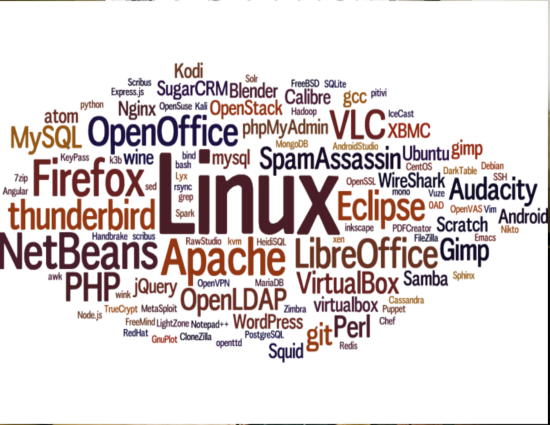 Kodi
Scribus Solr
Express.js SugarCRM Blender FreeBSD SQLite
Calibre gcc pitivi
python Nginx OpenSuse Kali OpenStack Hadoop
atom phpMyAdmin VLC IceCast
MySQL OpenOffice XBMC
MongoDB AndroidStudio
KeyPass k3b wine bind mysql SpamAssassin Ubuntu gimp
bash CentOS DarkTable Debian
7zip Firefox Lyx Linux OpenSSL WireShark SSH
Angular sed rsync mono Vuze Audacity
grep
thunderbird Spark Eclipse OAD OpenVAS Vim Android
inkscape PDFCreator Scratch Nikto
Handbrake scribus RawStudio kvm HeidiSQL xen FileZilla Emacs
NetBeans Apache LibreOffice Gimp
awk PHP wink jQuery OpenVPN MariaDB VirtualBox Samba Sphinx
OpenLDAP
TrueCrypt MetaSploit Zimbra virtualbox Cassandra
Node.js Puppet
FreeMind LightZone Notepad++ WordPress Chef
RedHat git Perl
GnuPlot CloneZilla PostgreSQL
openttd Squid Redis